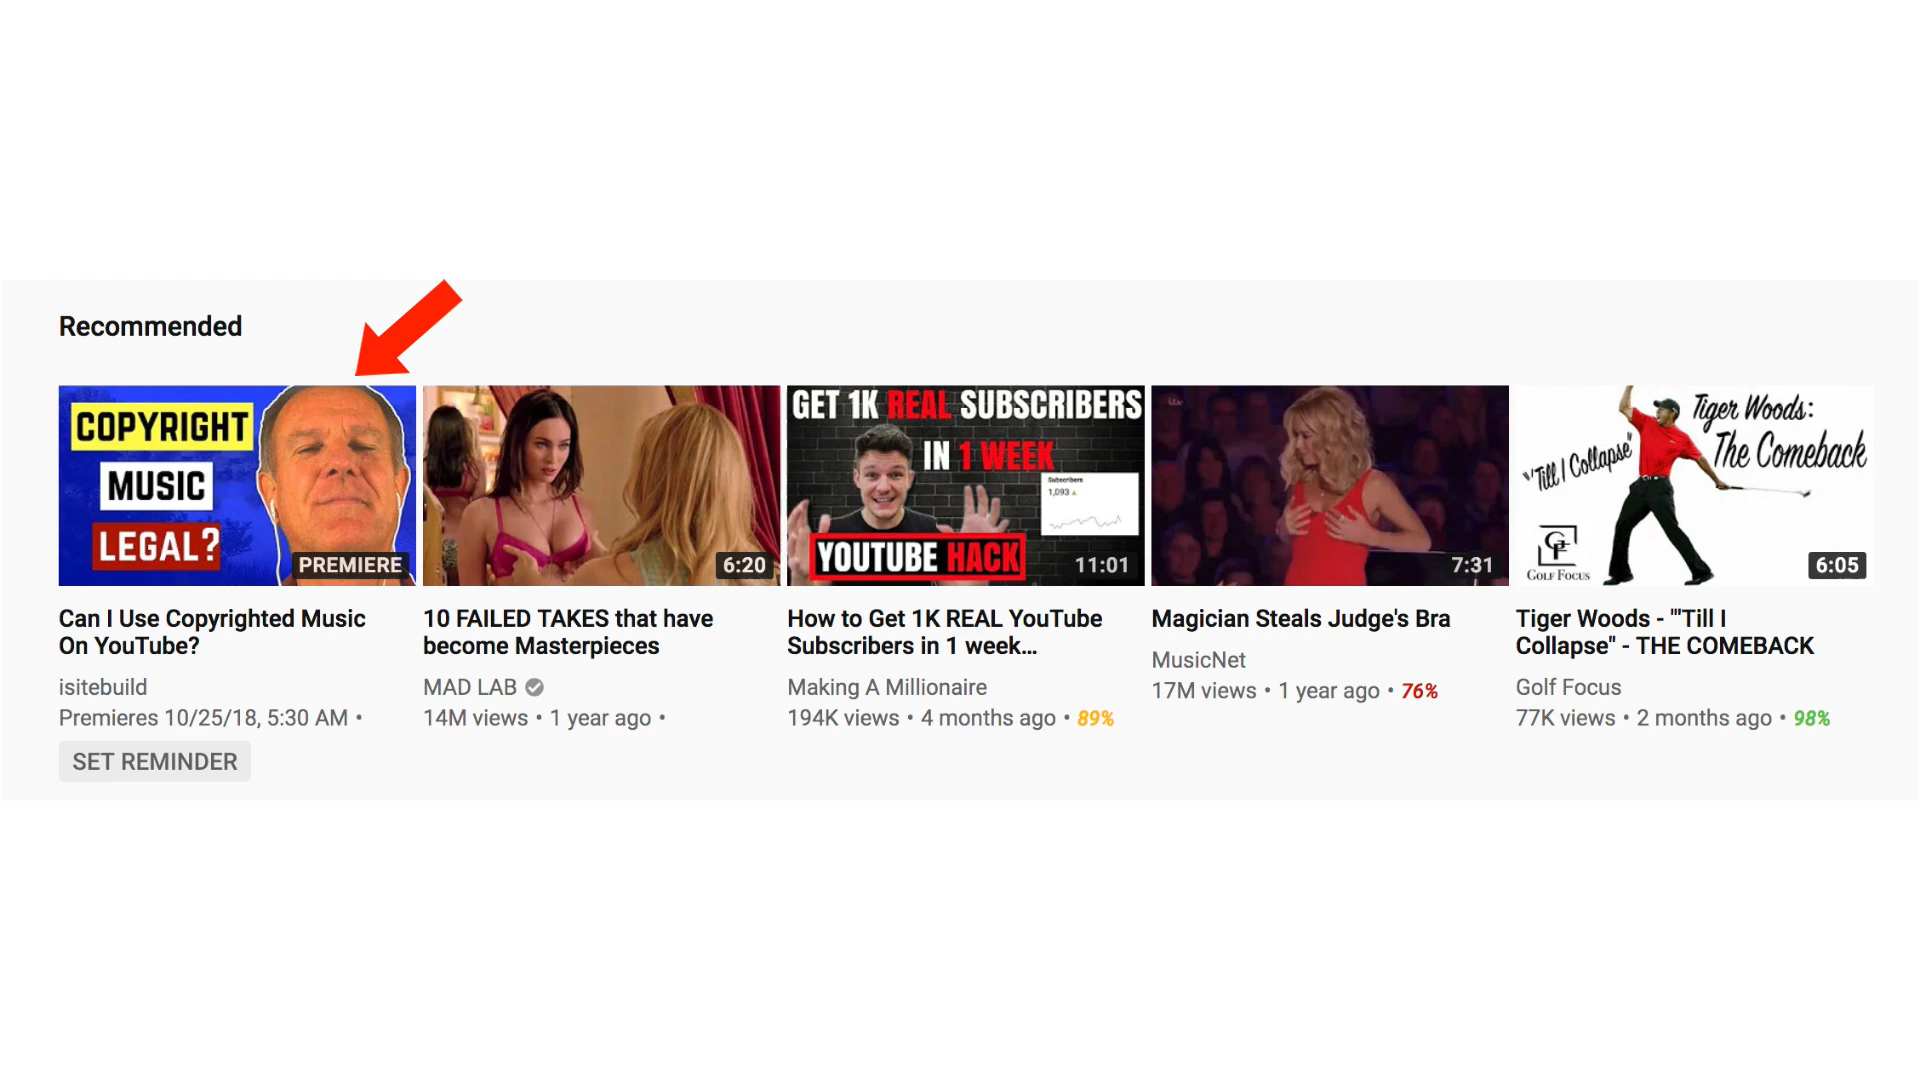 Recommended
COPYRIGHT
MUSIC
LEGAL?
PREMIERE
Can I Use Copyrighted Music
On YouTube?
isitebuild
Premieres 10/25/18, 5:30 AM •
SET REMINDER
6:20
10 FAILED TAKES that have
become Masterpieces
MAD LAB
14M views • 1 year ago •
GET 1K REAL SUBSCRIBERS
IN 1 WEEK
Subscribers
1,093
YOUTUBE HACK
11:01
How to Get 1K REAL YouTube
Subscribers in 1 week...
Making A Millionaire
194K views • 4 months ago • 89%
itv
7:31
Magician Steals Judge's Bra
MusicNet
17M views • 1 year ago • 76%
Tiger Woods:
The Comeback
"'Till I Collapse"
GF
GOLF FOCUS
6:05
Tiger Woods - "'Till I
Collapse" - THE COMEBACK
Golf Focus
77K views • 2 months ago • 98%